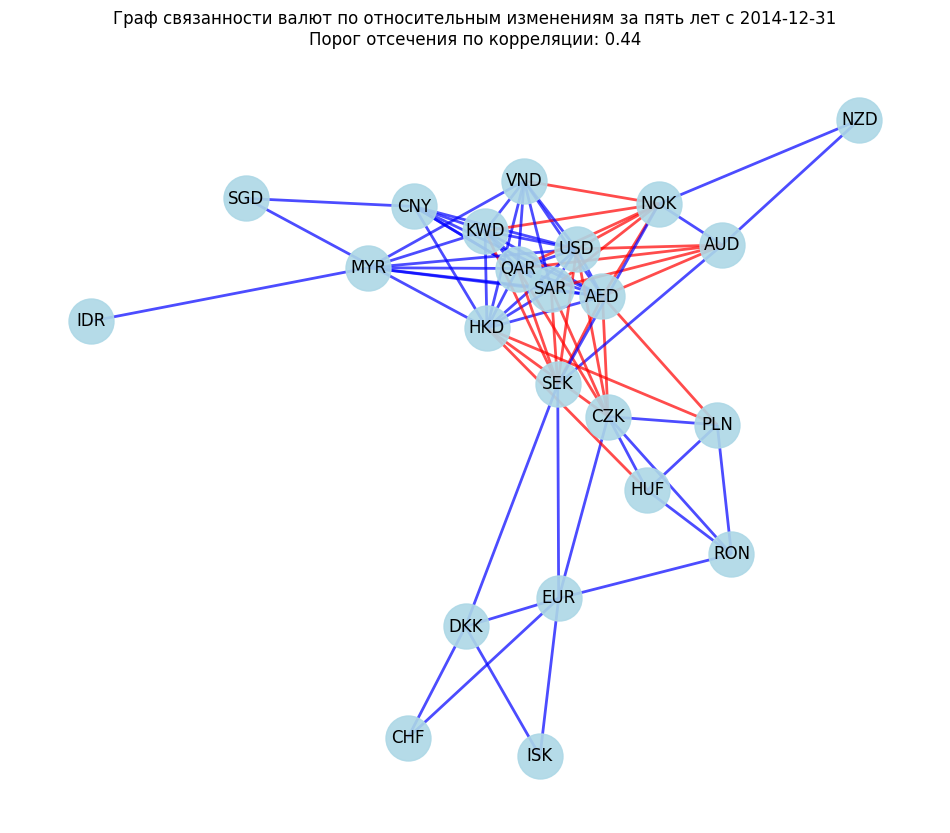 Граф связанности валют по относительным изменениям за пять лет с 2014-12-31
Порог отсечения по корреляции: 0.44
NZD
VND
SGD
CNY
NOK
KWD
AUD
USD
MYR
QAR
SAR
AED
IDR
HKD
SEK
CZK
PLN
HUF
RON
EUR
DKK
CHF
ISK